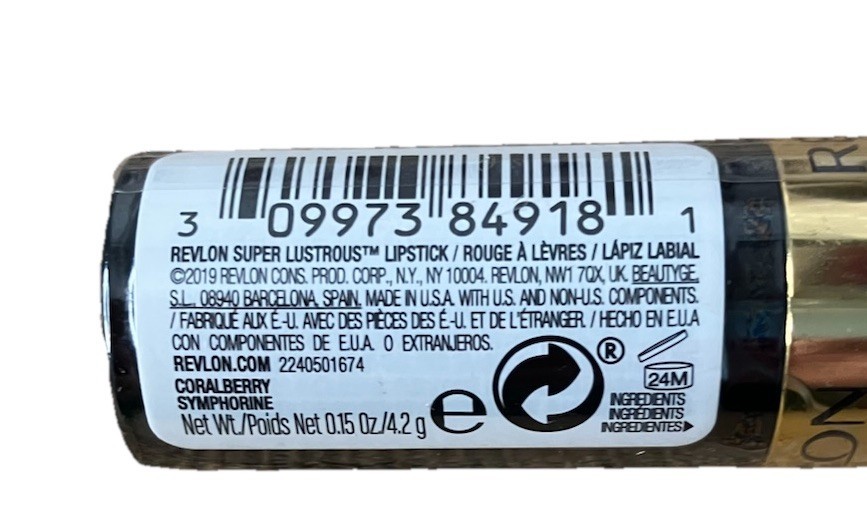 3 09973 84918 1
REVLON SUPER LUSTROUS™ LIPSTICK / ROUGE À LÈVRES / LÁPIZ LABIAL
©2019 REVLON CONS. PROD. CORP., N.Y., NY 10004. REVLON, NW1 7QX, UK. BEAUTYGE,
S.L. 08940 BARCELONA, SPAIN. MADE IN U.S.A. WITH U.S. AND NON-U.S. COMPONENTS.
/ FABRIQUÉ AUX É.-U. AVEC DES PIÈCES DES É.-U. ET DE L'ÉTRANGER. / HECHO EN E.U.A
CON COMPONENTES DE E.U.A. O EXTRANJEROS.
REVLON.COM 2240501674
CORALBERRY
SYMPHORINE
Net Wt./Poids Net 0.15 Oz/4.2 g e
®
24M
INGREDIENTS
INGRÉDIENTS
INGREDIENTES▶